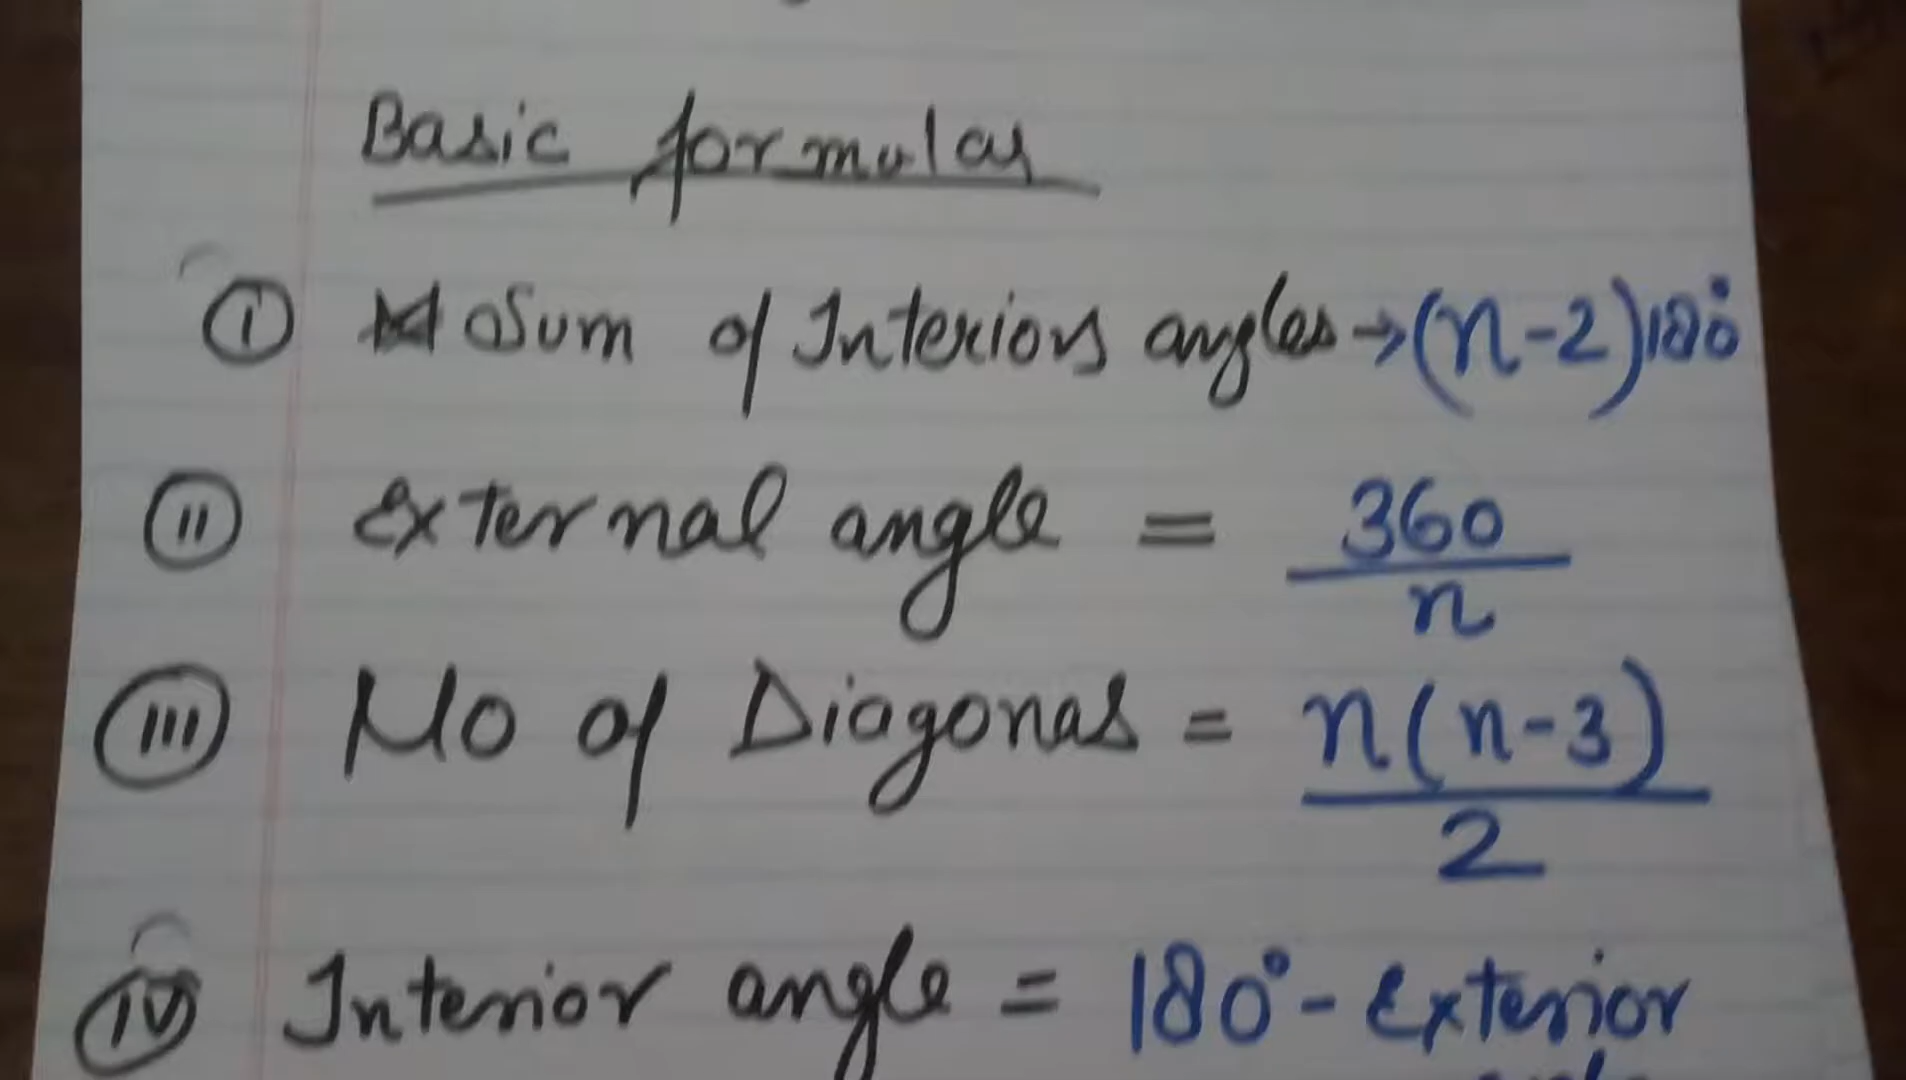 Basic formulas
(i) Sum of Interiors angles → (n-2)180°
(ii) External angle = 360/n
(iii) No of Diagonas = n(n-3)/2
(iv) Interior angle = 180° - Exterior